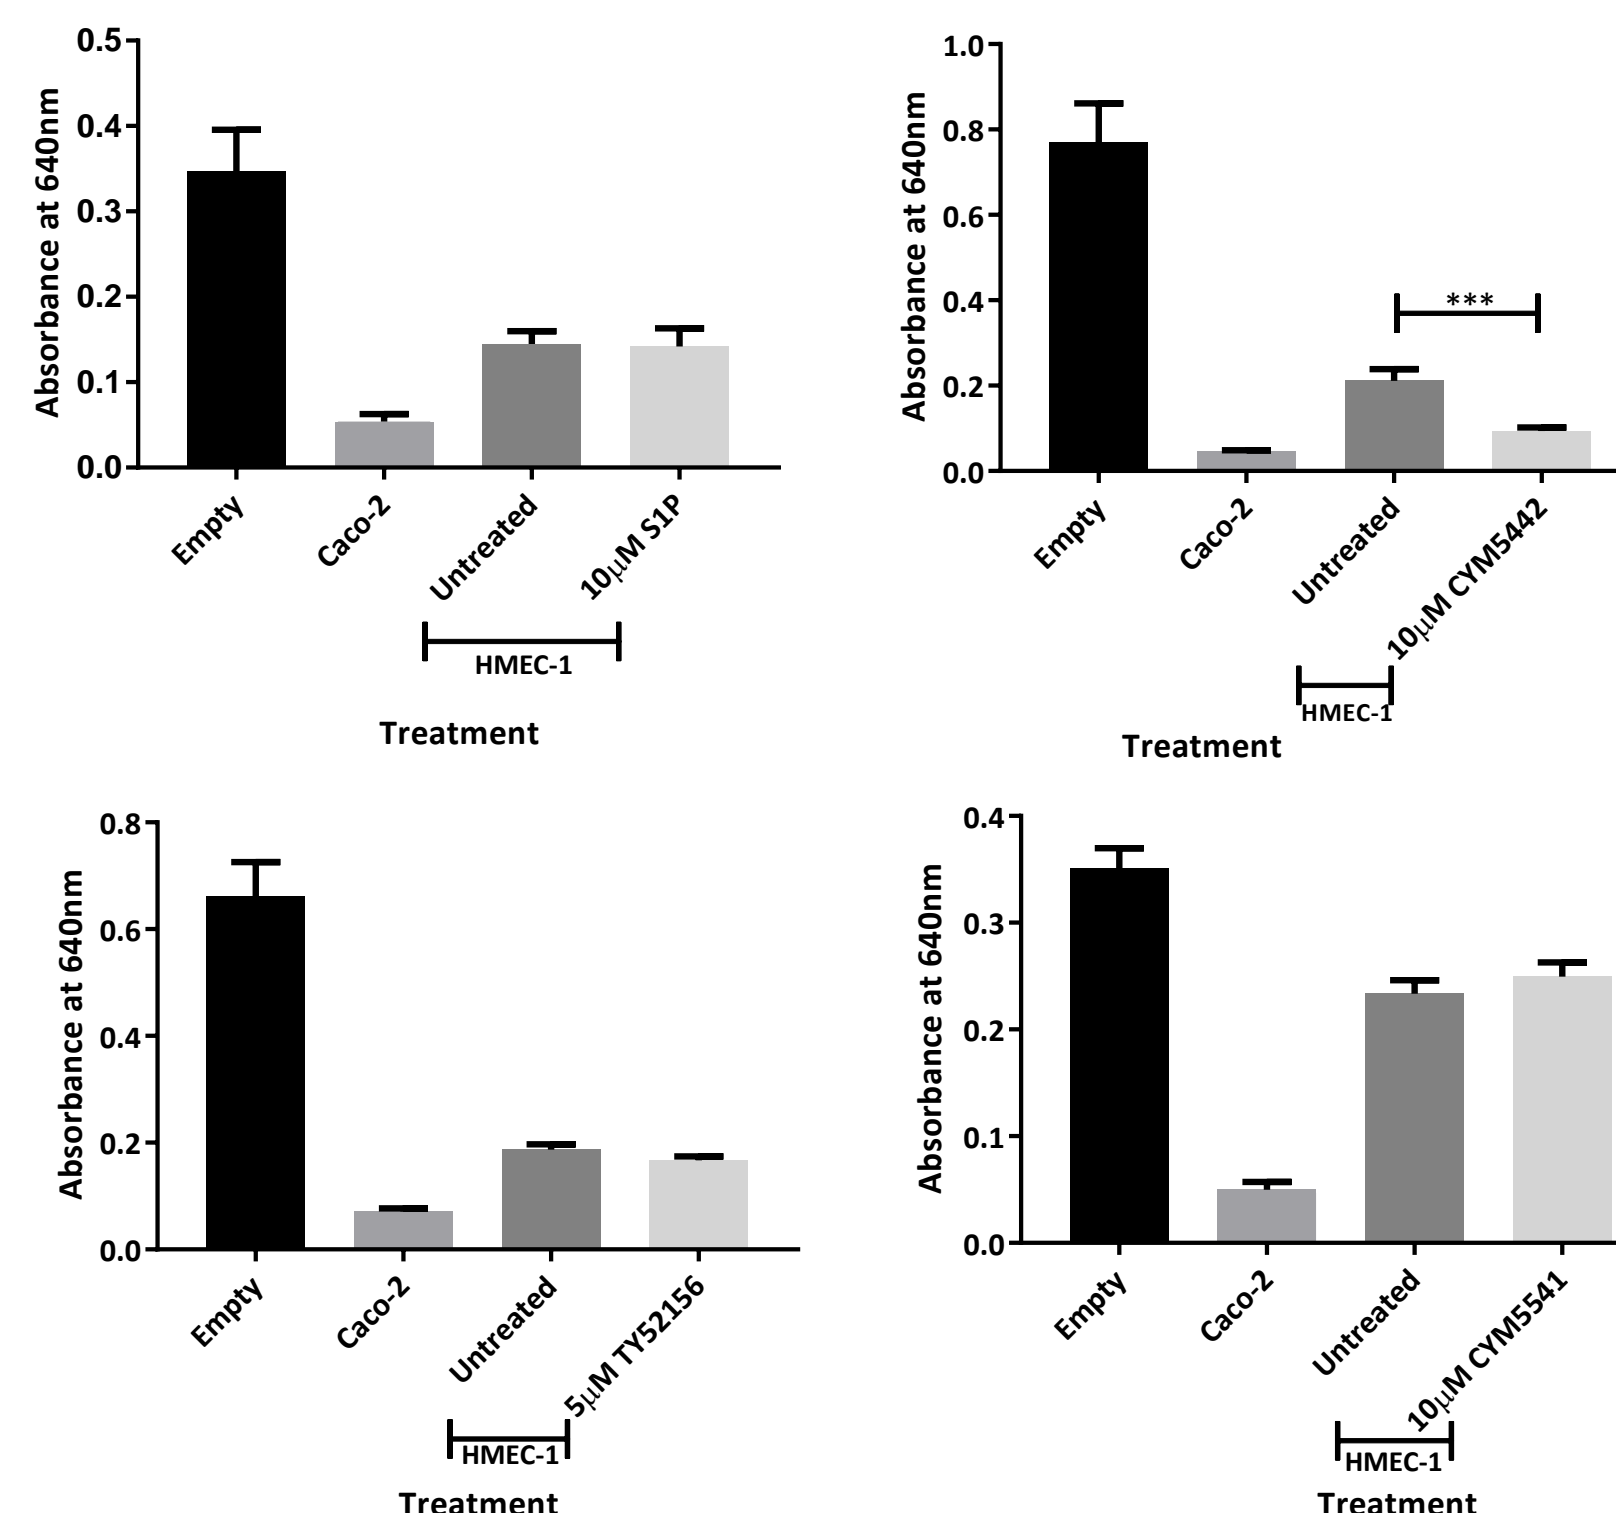 Absorbance at 640nm
0.5
0.4
0.3
0.2
0.1
0.0
Empty
Caco-2
Untreated
10μM S1P
HMEC-1
Treatment
Absorbance at 640nm
1.0
0.8
0.6
0.4
0.2
0.0
***
Empty
Caco-2
Untreated
10μM CYM5442
HMEC-1
Treatment
Absorbance at 640nm
0.8
0.6
0.4
0.2
0.0
Empty
Caco-2
Untreated
5μM TY52156
HMEC-1
Treatment
Absorbance at 640nm
0.4
0.3
0.2
0.1
0.0
Empty
Caco-2
Untreated
10μM CYM5541
HMEC-1
Treatment